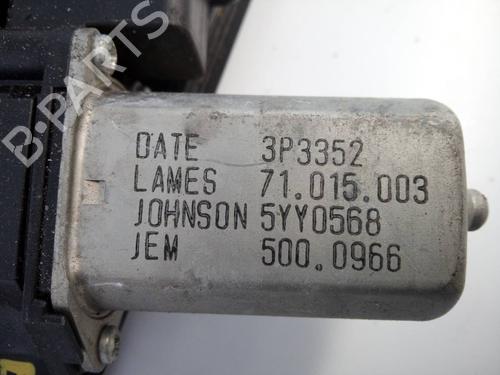 B-PARTS
DATE 3P3352
LAMES 71.015.003
JOHNSON 5YY0568
JEM 500.0966